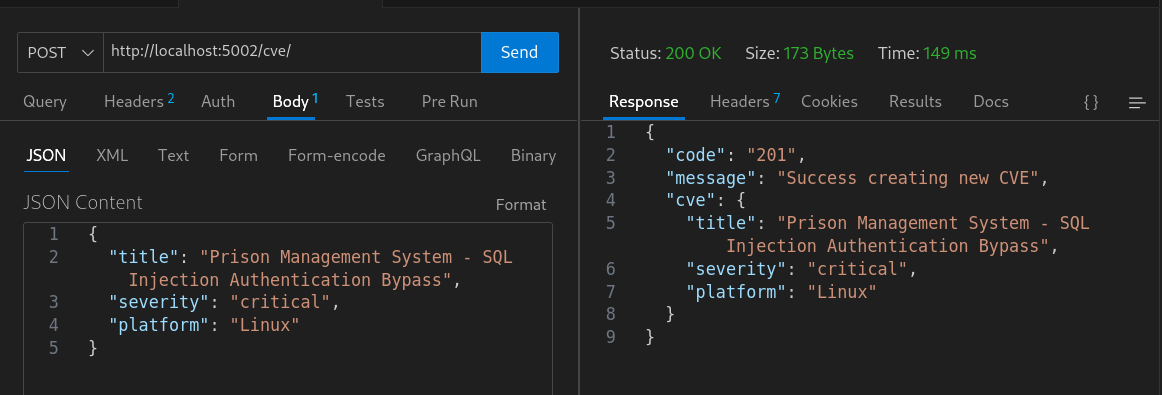 POST
http://localhost:5002/cve/
Send
Query
Headers 2
Auth
Body 1
Tests
Pre Run
JSON
XML
Text
Form
Form-encode
GraphQL
Binary
JSON Content
Format
1 {
2 "title": "Prison Management System - SQL
Injection Authentication Bypass",
3 "severity": "critical",
4 "platform": "Linux"
5 }
Status: 200 OK
Size: 173 Bytes
Time: 149 ms
Response
Headers 7
Cookies
Results
Docs
{}
1 {
2 "code": "201",
3 "message": "Success creating new CVE",
4 "cve": {
5 "title": "Prison Management System - SQL
Injection Authentication Bypass",
6 "severity": "critical",
7 "platform": "Linux"
8 }
9 }